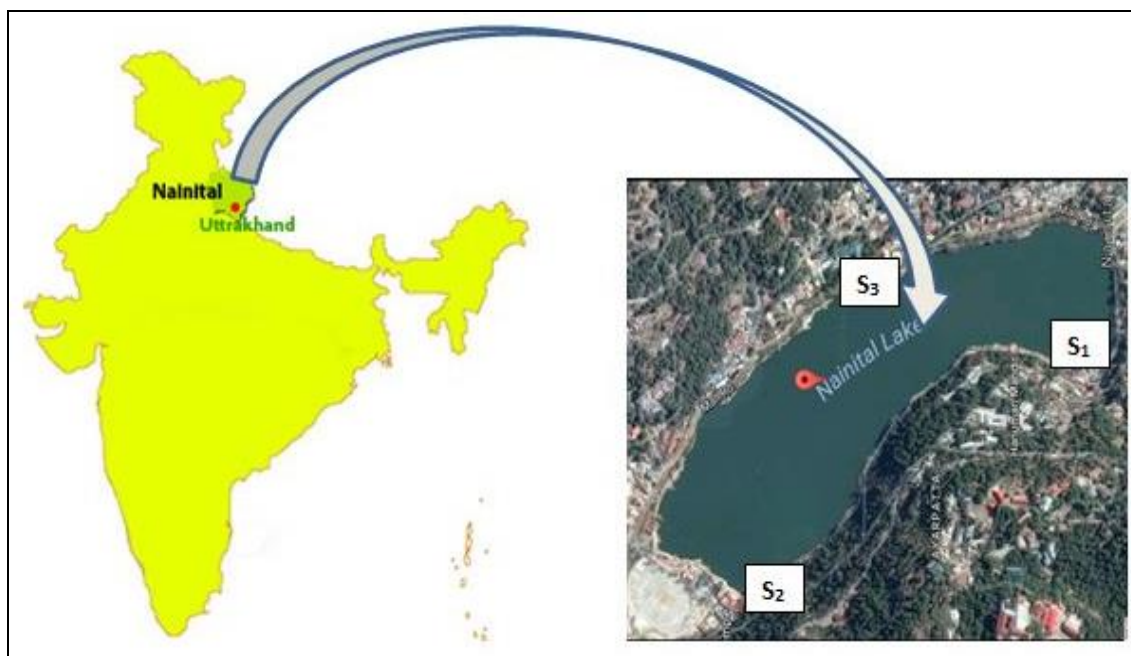 Nainital
Uttrakhand
S₃
Nainital Lake
S₁
S₂